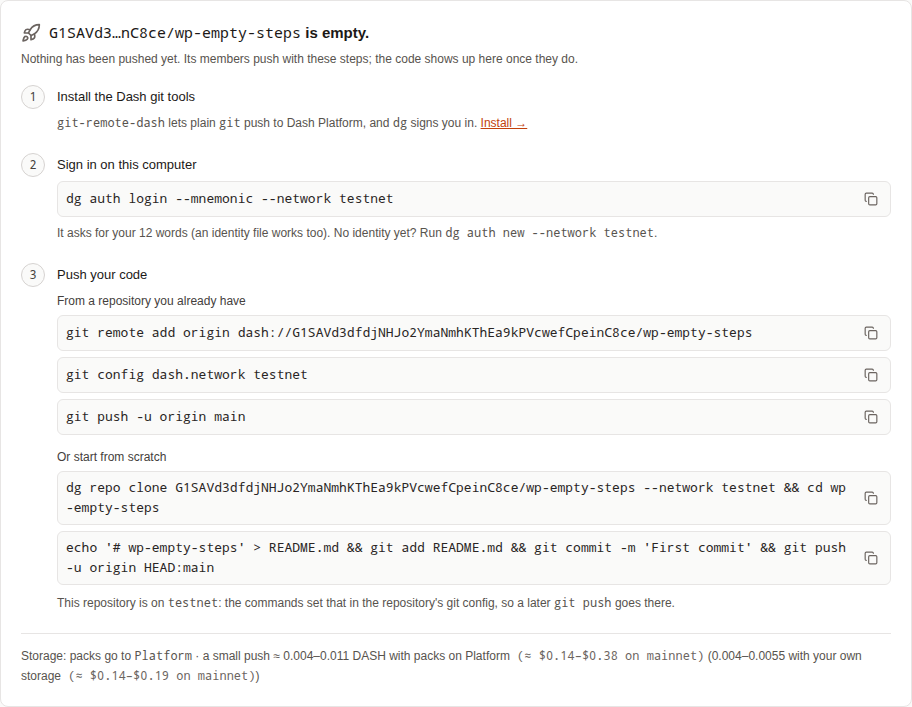 G1SAVd3…nC8ce/wp-empty-steps is empty.
Nothing has been pushed yet. Its members push with these steps; the code shows up here once they do.
1 Install the Dash git tools
git-remote-dash lets plain git push to Dash Platform, and dg signs you in. Install →
2 Sign in on this computer
dg auth login --mnemonic --network testnet
It asks for your 12 words (an identity file works too). No identity yet? Run dg auth new --network testnet.
3 Push your code
From a repository you already have
git remote add origin dash://G1SAVd3dfdjNHJo2YmaNmhKThEa9kPVcwefCpeinC8ce/wp-empty-steps
git config dash.network testnet
git push -u origin main
Or start from scratch
dg repo clone G1SAVd3dfdjNHJo2YmaNmhKThEa9kPVcwefCpeinC8ce/wp-empty-steps --network testnet && cd wp
-empty-steps
echo '# wp-empty-steps' > README.md && git add README.md && git commit -m 'First commit' && git push
-u origin HEAD:main
This repository is on testnet: the commands set that in the repository's git config, so a later git push goes there.
Storage: packs go to Platform · a small push ≈ 0.004–0.011 DASH with packs on Platform (≈ $0.14–$0.38 on mainnet) (0.004–0.0055 with your own
storage (≈ $0.14–$0.19 on mainnet))